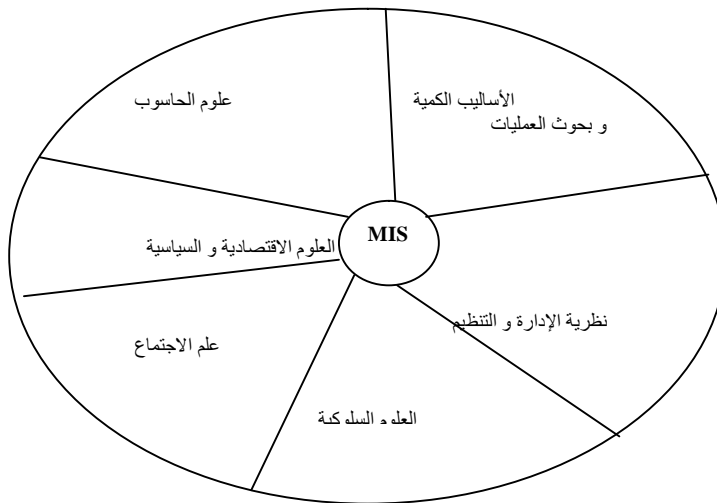 علوم الحاسوب
الأساليب الكمية
و بحوث العمليات
MIS
العلوم الاقتصادية و السياسية
نظرية الإدارة و التنظيم
علم الاجتماع
العلوم السلوكية